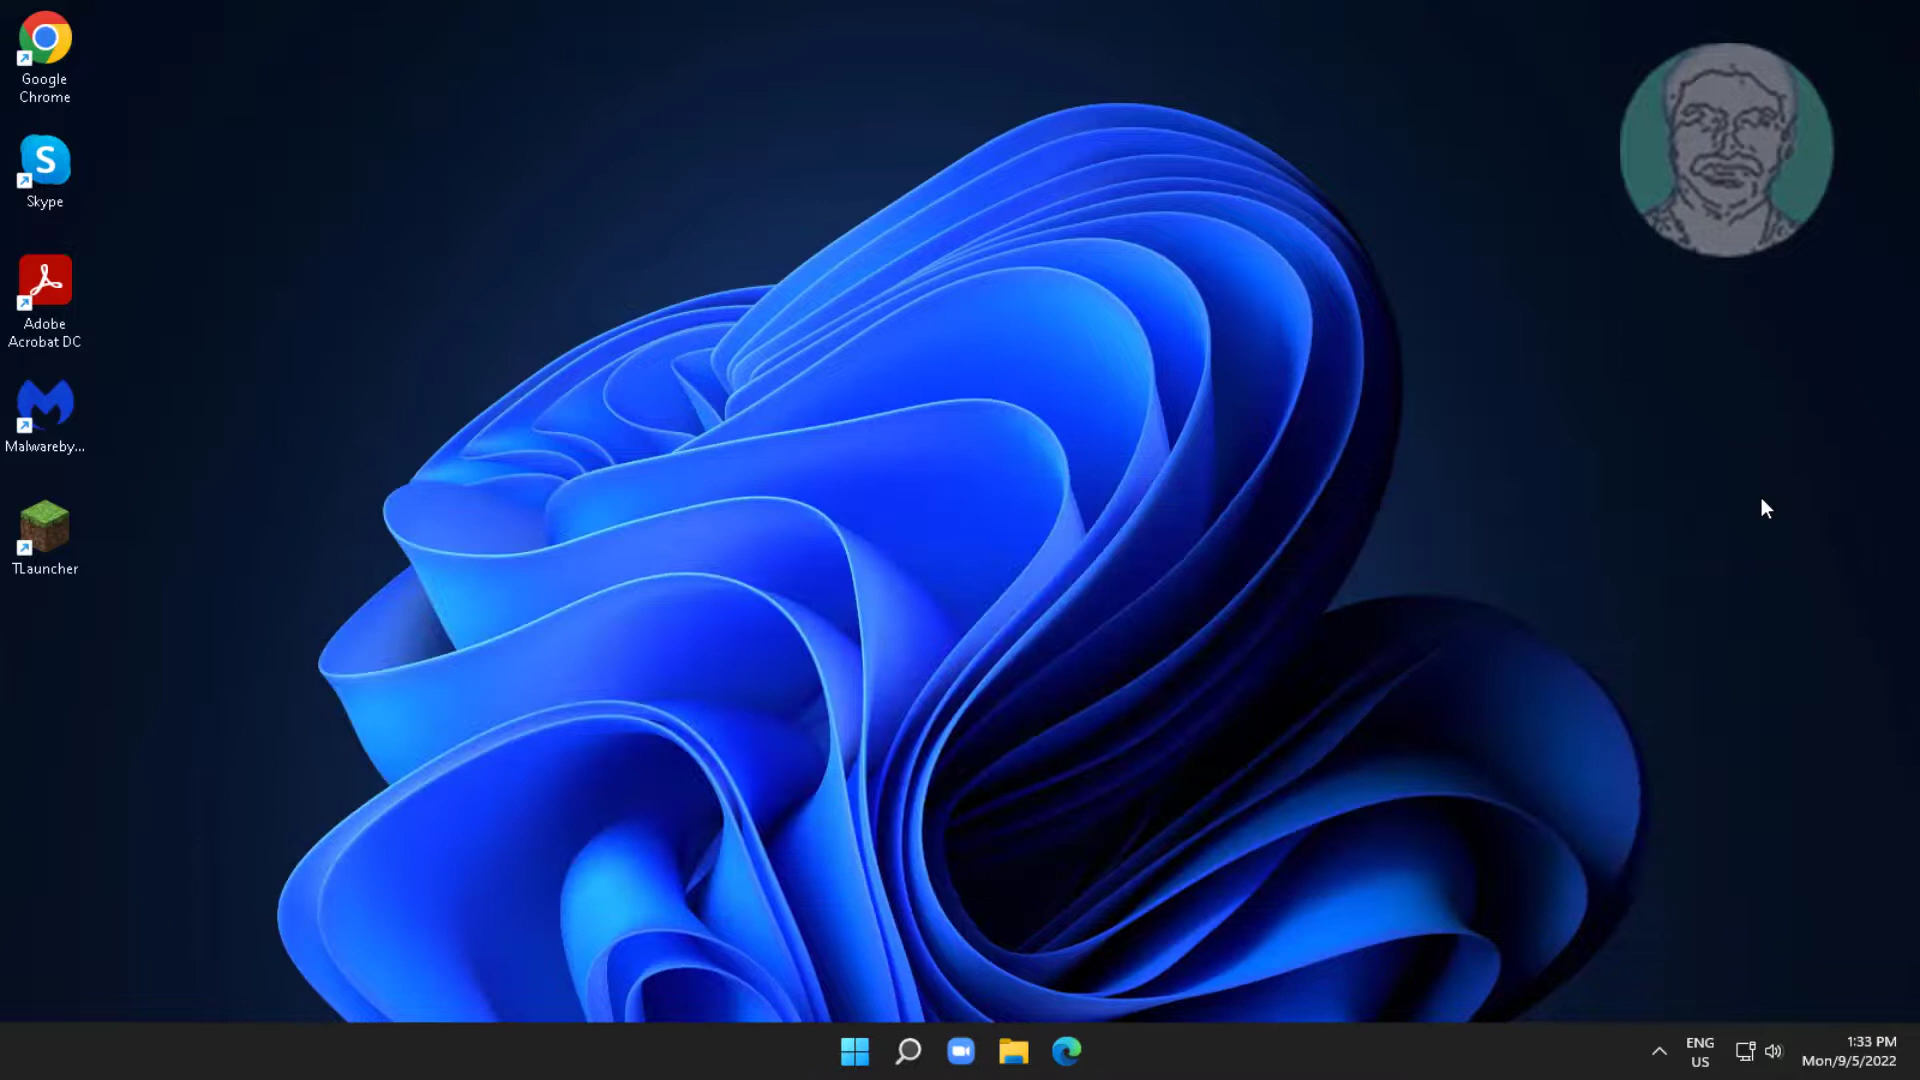 Google
Chrome
S
Skype
Adobe
Acrobat DC
Malwareby...
TLauncher
ENG
US
1:33 PM
Mon/9/5/2022